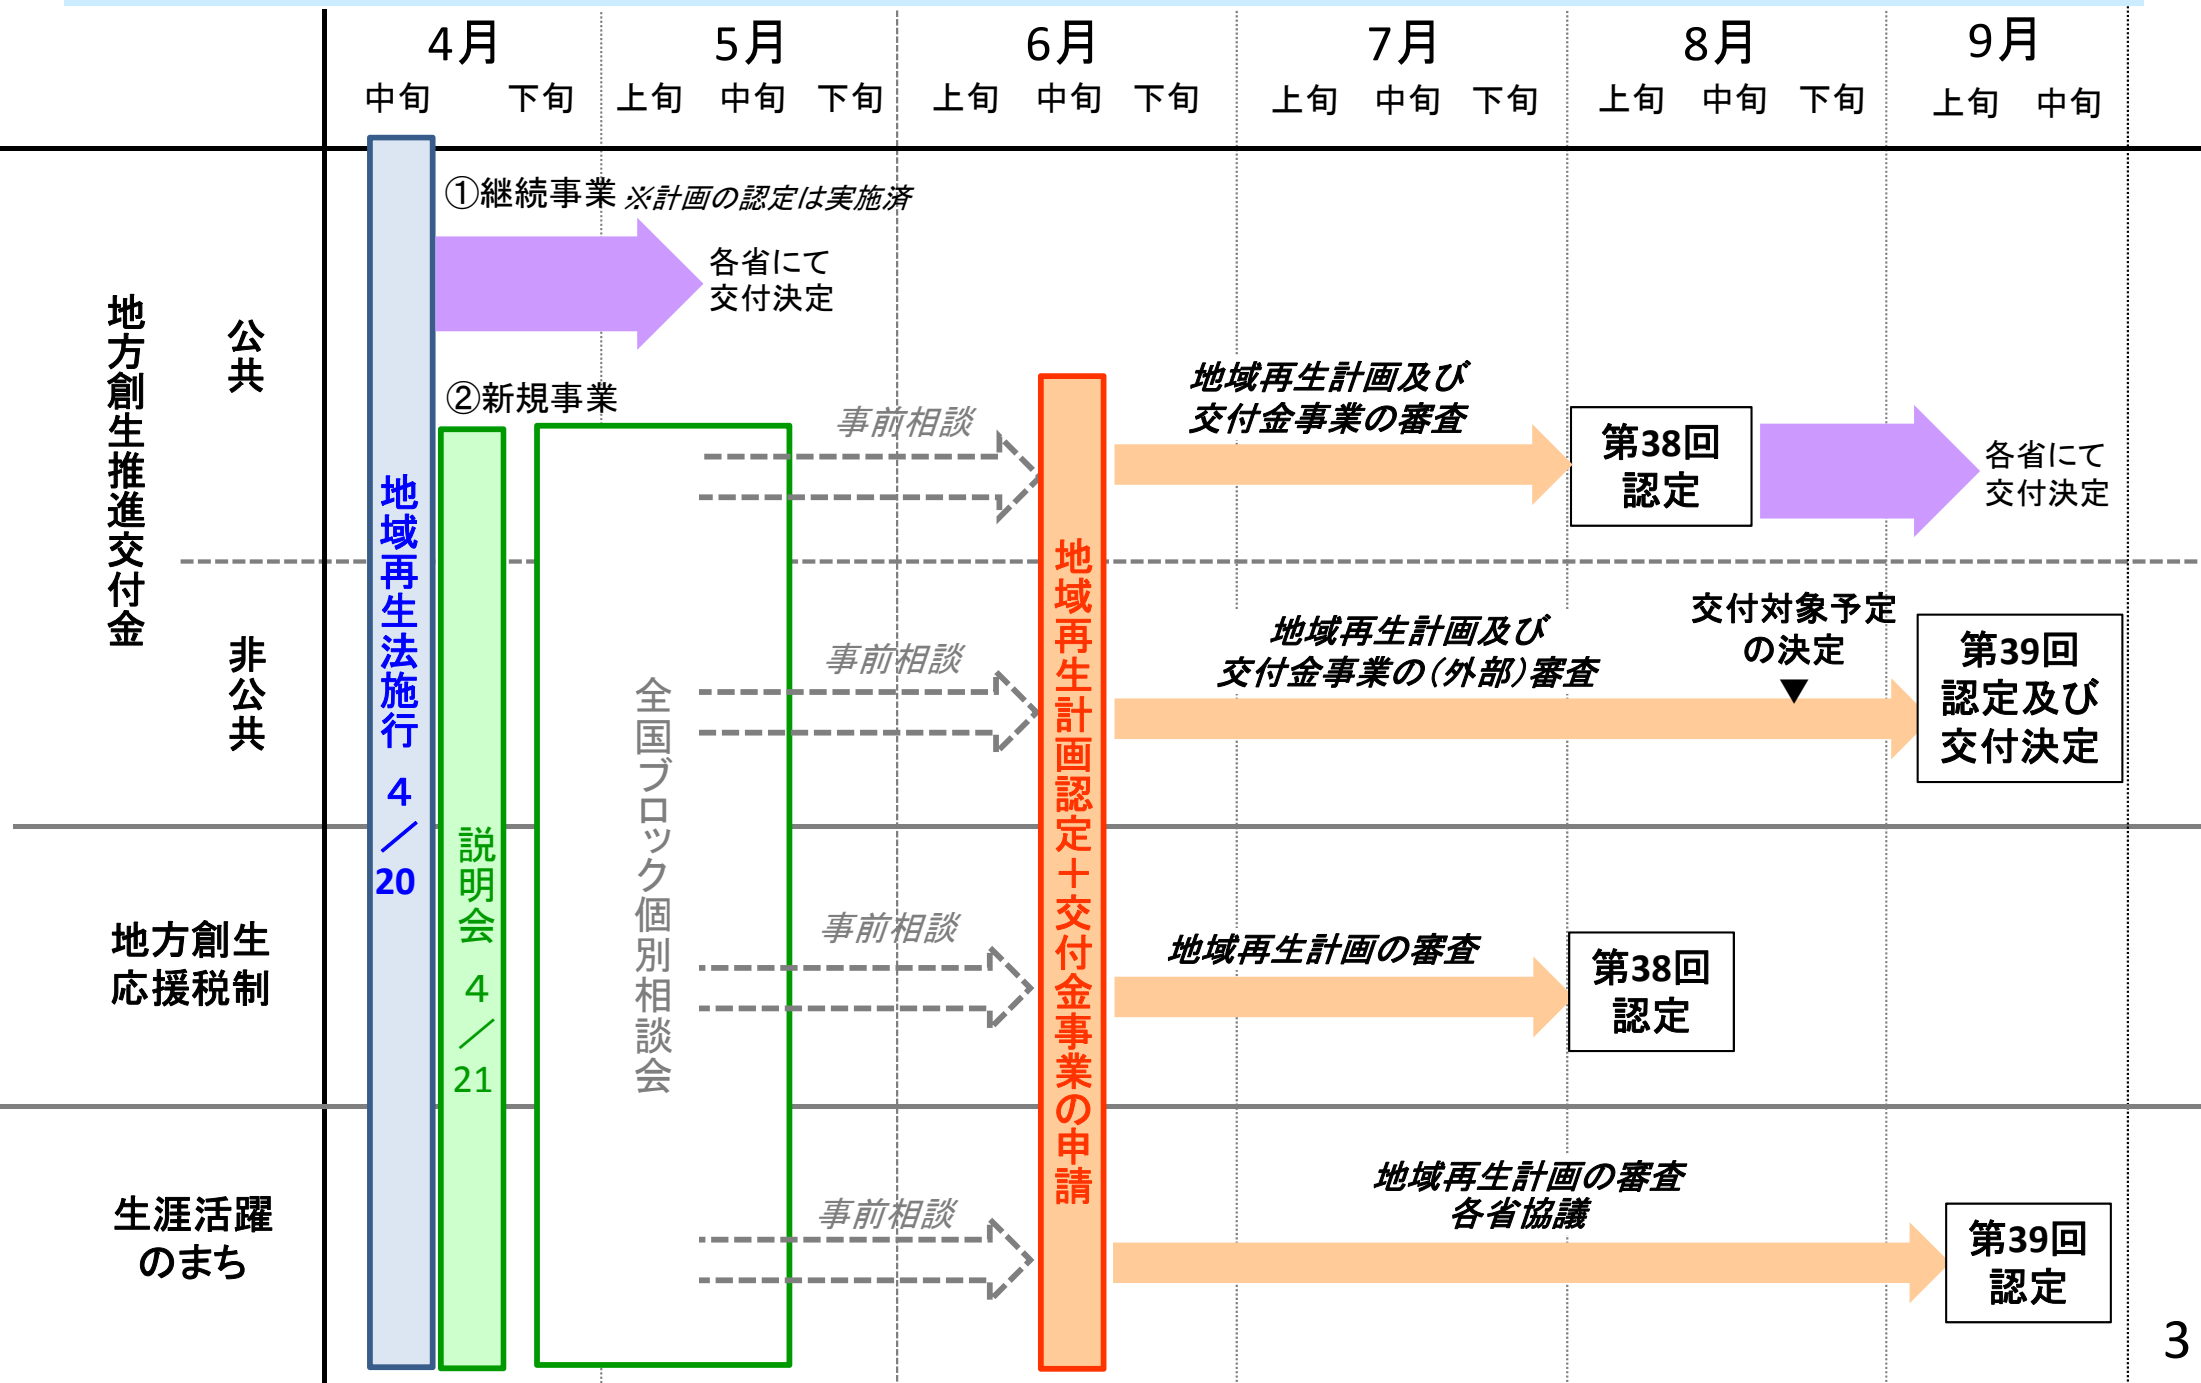 4月
5月
6月
7月
8月
9月
中旬
下旬
上旬
中旬
下旬
上旬
中旬
下旬
上旬
中旬
下旬
上旬
中旬
下旬
上旬
中旬
地方創生推進交付金
公共
非公共
地方創生
応援税制
生涯活躍
のまち
地域再生法施行 4/20
①継続事業 ※計画の認定は実施済
各省にて
交付決定
②新規事業
説明会 4/21
全国ブロック個別相談会
事前相談
地域再生計画認定+交付金事業の申請
地域再生計画及び
交付金事業の審査
第38回
認定
各省にて
交付決定
事前相談
地域再生計画及び
交付金事業の(外部)審査
交付対象予定
の決定
▼
第39回
認定及び
交付決定
事前相談
地域再生計画の審査
第38回
認定
事前相談
地域再生計画の審査
各省協議
第39回
認定
3